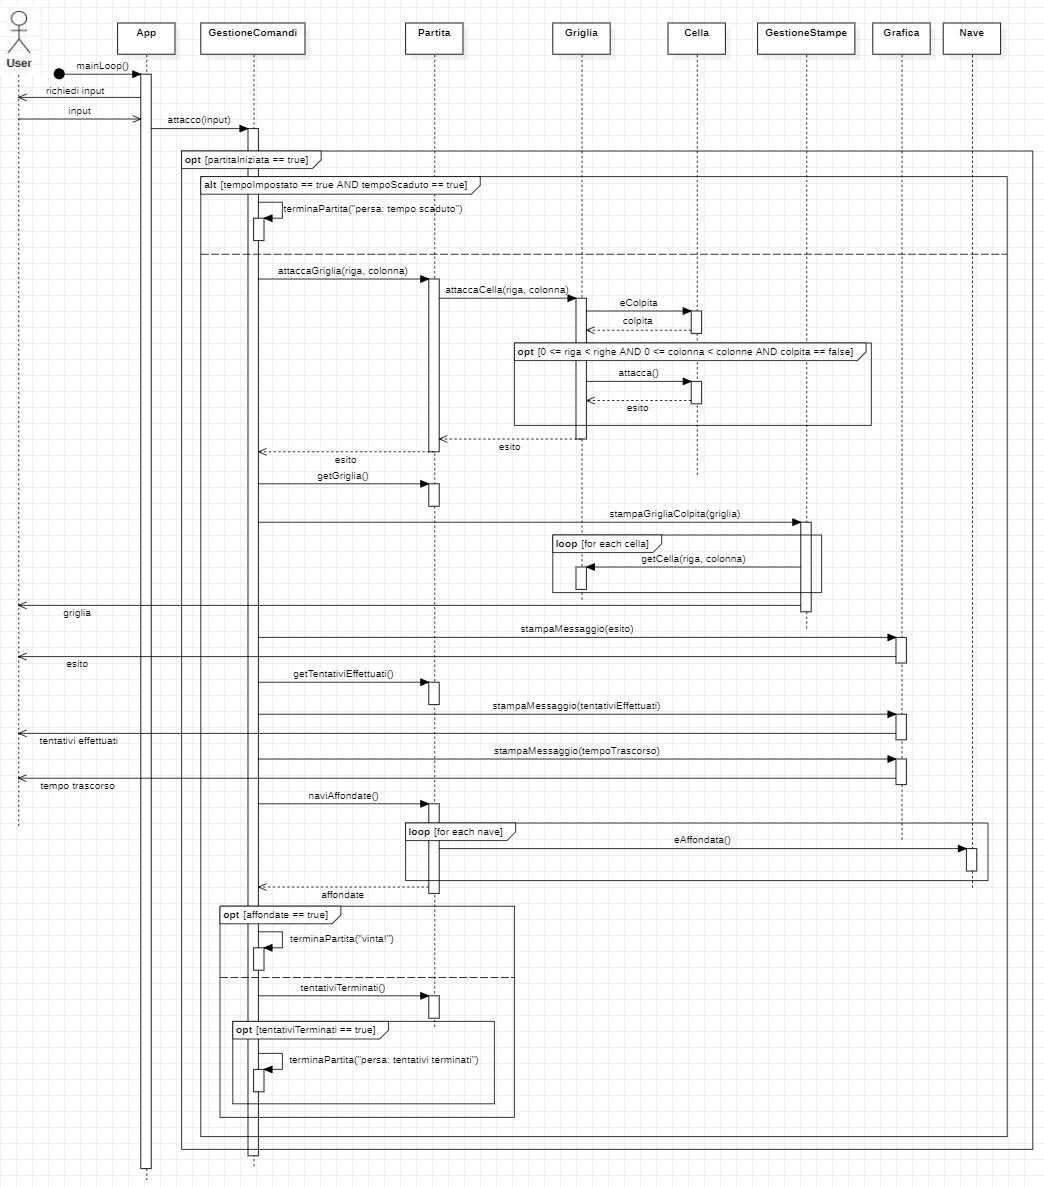 App
GestioneComandi
Partita
Griglia
Cella
GestioneStampe
Grafica
Nave
User
mainLoop()
richiedi input
input
attacco(input)
opt [partitaIniziata == true]
alt [tempoImpostato == true AND tempoScaduto == true]
terminaPartita("persa: tempo scaduto")
attaccaGriglia(riga, colonna)
attaccaCella(riga, colonna)
eColpita
colpita
opt [0 <= riga < righe AND 0 <= colonna < colonne AND colpita == false]
attacca()
esito
esito
esito
getGriglia()
stampaGrigliaColpita(griglia)
loop [for each cella]
getCella(riga, colonna)
griglia
stampaMessaggio(esito)
esito
getTentativiEffettuati()
stampaMessaggio(tentativiEffettuati)
tentativi effettuati
stampaMessaggio(tempoTrascorso)
tempo trascorso
naviAffondate()
loop [for each nave]
eAffondata()
affondate
opt [affondate == true]
terminaPartita("vinta!")
tentativiTerminati()
opt [tentativiTerminati == true]
terminaPartita("persa: tentativi terminati")